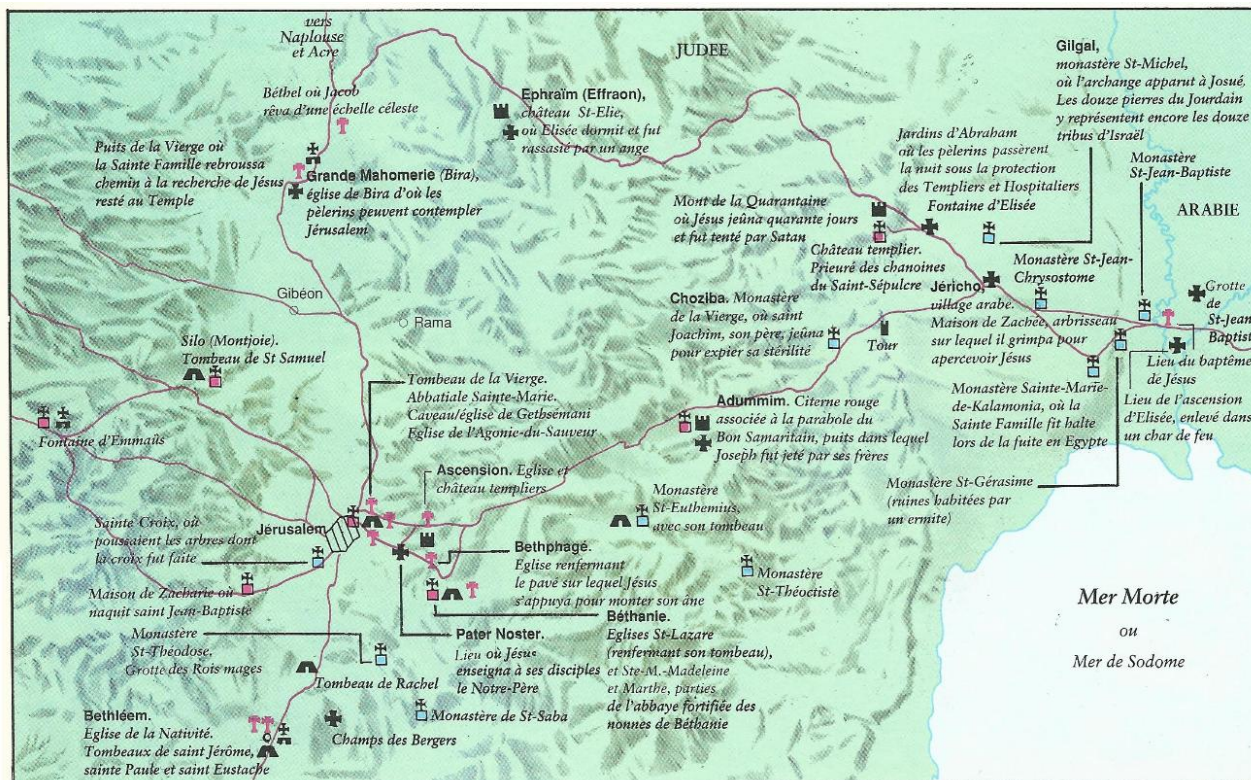 vers
Naplouse
et Acre
JUDEE
Béthel où Jacob
rêva d'une échelle céleste
Ephraïm (Effraon),
château St-Elie,
où Elisée dormit et fut
rassasié par un ange
Gilgal,
monastère St-Michel,
où l'archange apparut à Josué.
Les douze pierres du Jourdain
y représentent encore les douze
tribus d'Israël
Puits de la Vierge où
la Sainte Famille rebroussa
chemin à la recherche de Jésus
resté au Temple
Grande Mahomerie (Bira),
église de Bira d'où les
pèlerins peuvent contempler
Jérusalem
Jardins d'Abraham
où les pèlerins passèrent
la nuit sous la protection
des Templiers et Hospitaliers
Fontaine d'Elisée
Monastère
St-Jean-Baptiste
ARABIE
Mont de la Quarantaine
où Jésus jeûna quarante jours
et fut tenté par Satan
Château templier.
Prieuré des chanoines
du Saint-Sépulcre
Monastère St-Jean-
Chrysostome
Grotte
de
St-Jean
Baptist
Gibéon
Rama
Choziba. Monastère
de la Vierge, où saint
Joachim, son père, jeûna
pour expier sa stérilité
Tour
Jéricho,
village arabe.
Maison de Zachée, arbrisseau
sur lequel il grimpa pour
apercevoir Jésus
Lieu du baptême
de Jésus
Lieu de l'ascension
d'Elisée, enlevé dans
un char de feu
Silo (Montjoie).
Tombeau de St Samuel
Tombeau de la Vierge.
Abbatiale Sainte-Marie.
Caveau/église de Gethsémani
Eglise de l'Agonie-du-Sauveur
Adummim. Citerne rouge
associée à la parabole du
Bon Samaritain, puits dans lequel
Joseph fut jeté par ses frères
Monastère Sainte-Marie-
de-Kalamonia, où la
Sainte Famille fit halte
lors de la fuite en Egypte
Fontaine d'Emmaüs
Ascension. Eglise et
château templiers
Monastère
St-Euthemius,
avec son tombeau
Monastère St-Gérasime
(ruines habitées par
un ermite)
Sainte Croix, où
poussaient les arbres dont
la croix fut faite
Jérusalem
Bethphagé.
Eglise renfermant
le pavé sur lequel Jésus
s'appuya pour monter son âne
Monastère
St-Théoctiste
Maison de Zacharie où
naquit saint Jean-Baptiste
Monastère
St-Théodose,
Grotte des Rois mages
Pater Noster.
Lieu où Jésus
enseigna à ses disciples
le Notre-Père
Béthanie.
Eglises St-Lazare
(renfermant son tombeau),
et Ste-M.-Madeleine
et Marthe, parties
de l'abbaye fortifiée des
nonnes de Béthanie
Mer Morte
ou
Mer de Sodome
Tombeau de Rachel
Bethléem.
Eglise de la Nativité.
Tombeaux de saint Jérôme,
sainte Paule et saint Eustache
Champs des Bergers
Monastère de St-Saba